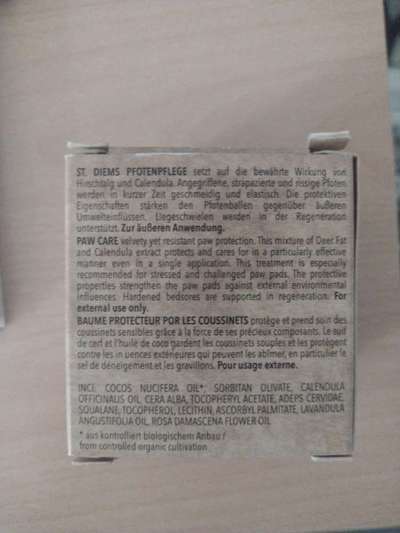 ST. DIEMS PFOTENPFLEGE setzt auf die bewährte Wirkung von
Hirschtalg und Calendula. Angegriffene, strapazierte und rissige Pfoten
werden in kurzer Zeit geschmeidig und elastisch. Die protektiven
Eigenschaften stärken den Pfotenballen gegenüber äußeren
Umwelteinflüssen. Liegeschwielen werden in der Regeneration
unterstützt. Zur äußeren Anwendung.
PAW CARE velvety yet resistant paw protection. This mixture of Deer Fat
and Calendula extract protects and cares for in a particularly effective
manner even in a single application. This treatment is especially
recommended for stressed and challenged paw pads. The protective
properties strengthen the paw pads against external environmental
influences. Hardened bedsores are supported in regeneration. For
external use only.
BAUME PROTECTEUR POR LES COUSSINETS protège et prend soin des
coussinets sensibles grâce à la force de ses précieux composants. Le suif
de cerf et l'huile de coco gardent les coussinets souples et les protègent
contre les in uences extérieures qui peuvent les abîmer, en particulier le
sel de déneigement et les gravillons. Pour usage externe.
INCI: COCOS NUCIFERA OIL*, SORBITAN OLIVATE, CALENDULA
OFFICINALIS OIL, CERA ALBA, TOCOPHERYL ACETATE, ADEPS CERVIDAE,
SQUALANE, TOCOPHEROL, LECITHIN, ASCORBYL PALMITATE, LAVANDULA
ANGUSTIFOLIA OIL, ROSA DAMASCENA FLOWER OIL
* aus kontrolliert biologischem Anbau /
from controlled organic cultivation